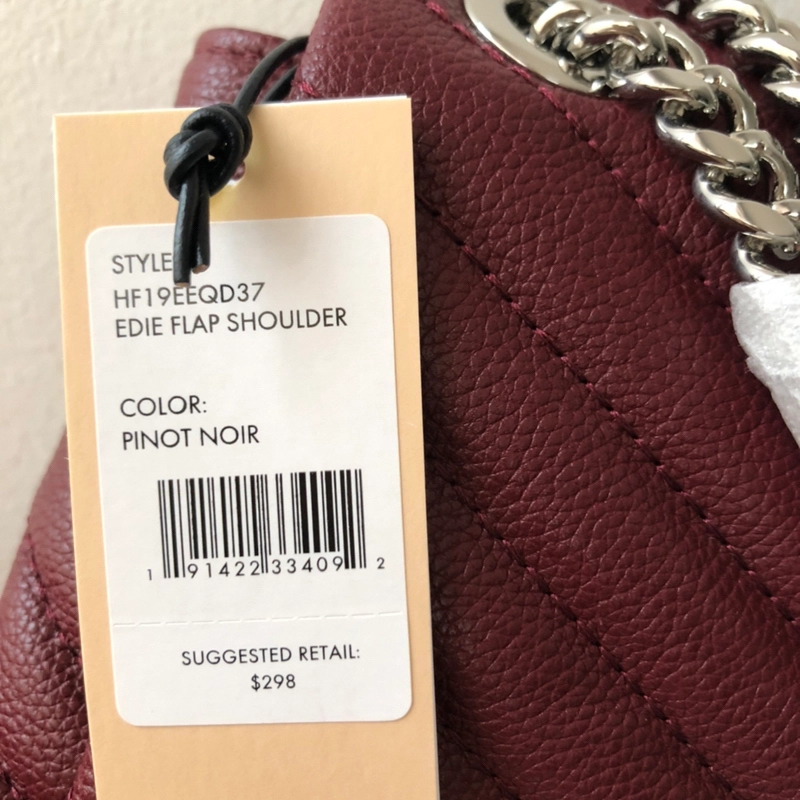 STYLE
HF19EEQD37
EDIE FLAP SHOULDER
COLOR:
PINOT NOIR
1 91422 33409 2
SUGGESTED RETAIL:
$298